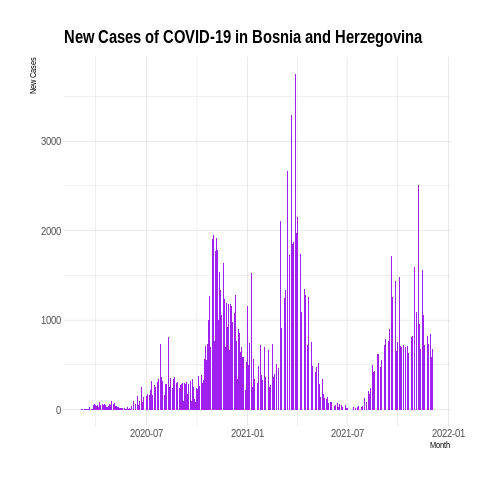 New Cases of COVID-19 in Bosnia and Herzegovina
New Cases
3000
2000
1000
0
2020-07
2021-01
2021-07
2022-01
Month